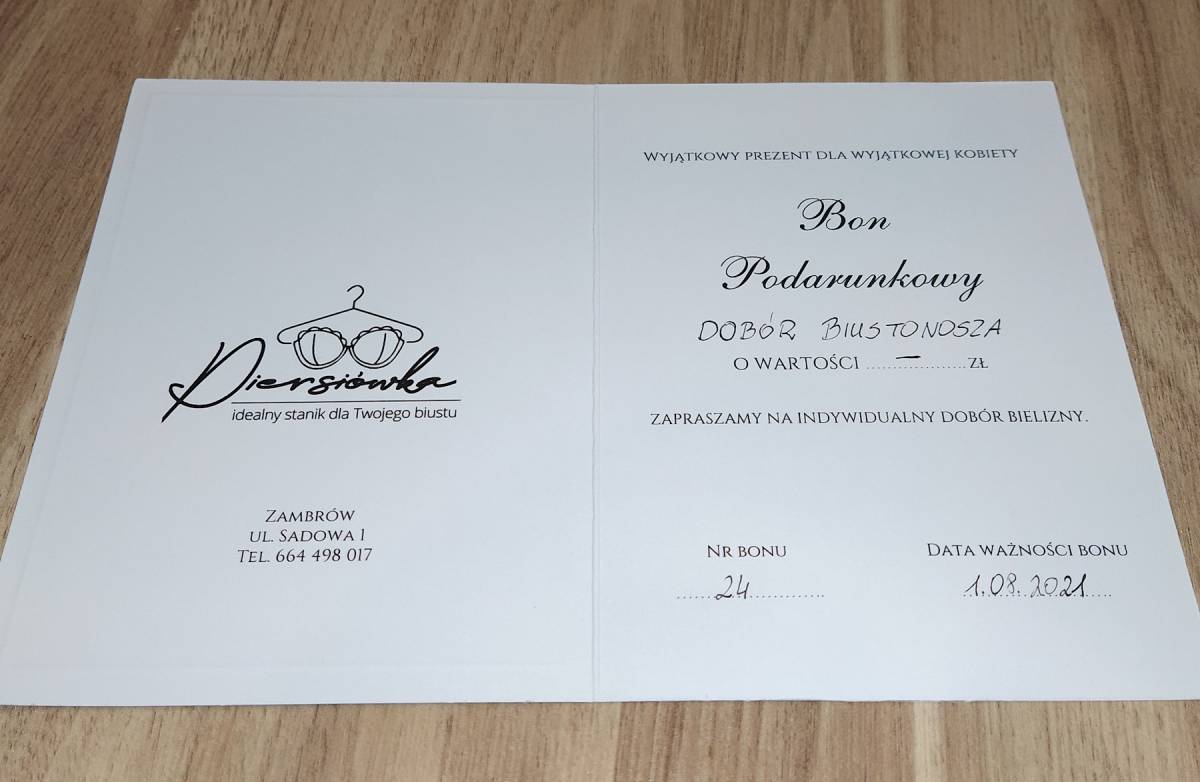 Piersiówka
idealny stanik dla Twojego biustu
Zambrów
ul. Sadowa 1
Tel. 664 498 017
Wyjątkowy prezent dla wyjątkowej kobiety
Bon
Podarunkowy
DOBÓR BIUSTONOSZA
o wartości ......–...........zł
Zapraszamy na indywidualny dobór bielizny.
Nr bonu
24
Data ważności bonu
1.08.2021